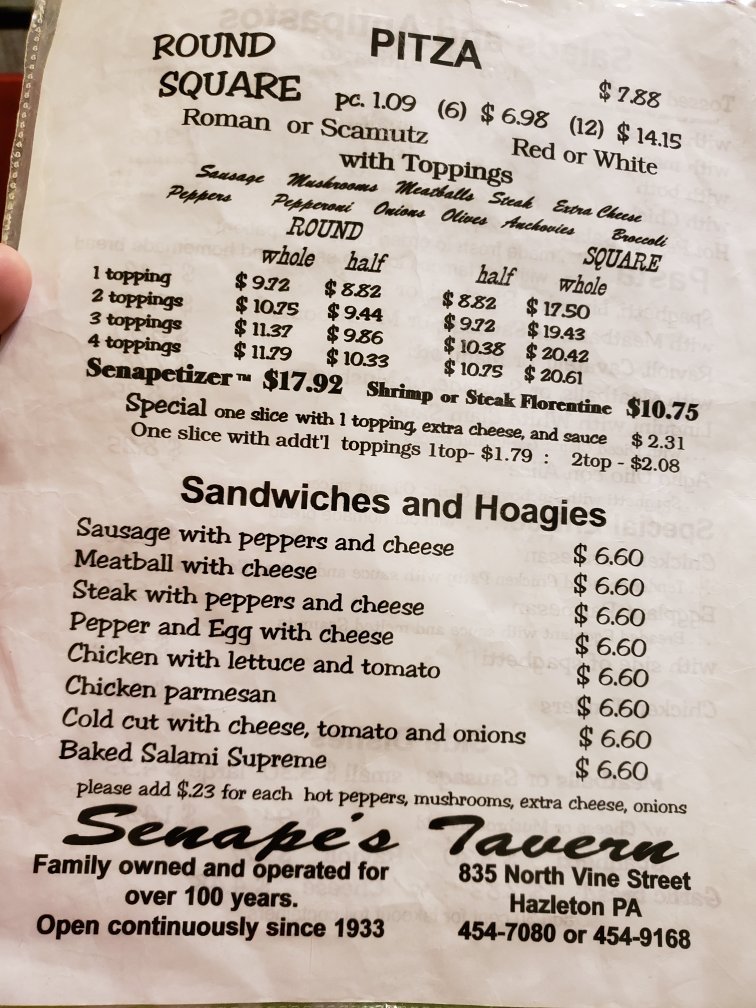 PITZA
ROUND $ 7.88
SQUARE pc. 1.09 (6) $ 6.98 (12) $ 14.15
Roman or Scamutz Red or White
with Toppings
Sausage Mushrooms Meatballs Steak Extra Cheese
Peppers Pepperoni Onions Olives Anchovies Broccoli
ROUND SQUARE
whole half half whole
1 topping $ 9.72 $ 8.82 $ 8.82 $ 17.50
2 toppings $ 10.75 $ 9.44 $ 9.72 $ 19.43
3 toppings $ 11.37 $ 9.86 $ 10.38 $ 20.42
4 toppings $ 11.79 $ 10.33 $ 10.75 $ 20.61
Senapetizer™ $17.92 Shrimp or Steak Florentine $10.75
Special one slice with 1 topping, extra cheese, and sauce $ 2.31
One slice with addt'l toppings 1top- $1.79 : 2top - $2.08
Sandwiches and Hoagies
Sausage with peppers and cheese $ 6.60
Meatball with cheese $ 6.60
Steak with peppers and cheese $ 6.60
Pepper and Egg with cheese $ 6.60
Chicken with lettuce and tomato $ 6.60
Chicken parmesan $ 6.60
Cold cut with cheese, tomato and onions $ 6.60
Baked Salami Supreme $ 6.60
please add $.23 for each hot peppers, mushrooms, extra cheese, onions
Senape's Tavern
Family owned and operated for
over 100 years.
Open continuously since 1933
835 North Vine Street
Hazleton PA
454-7080 or 454-9168